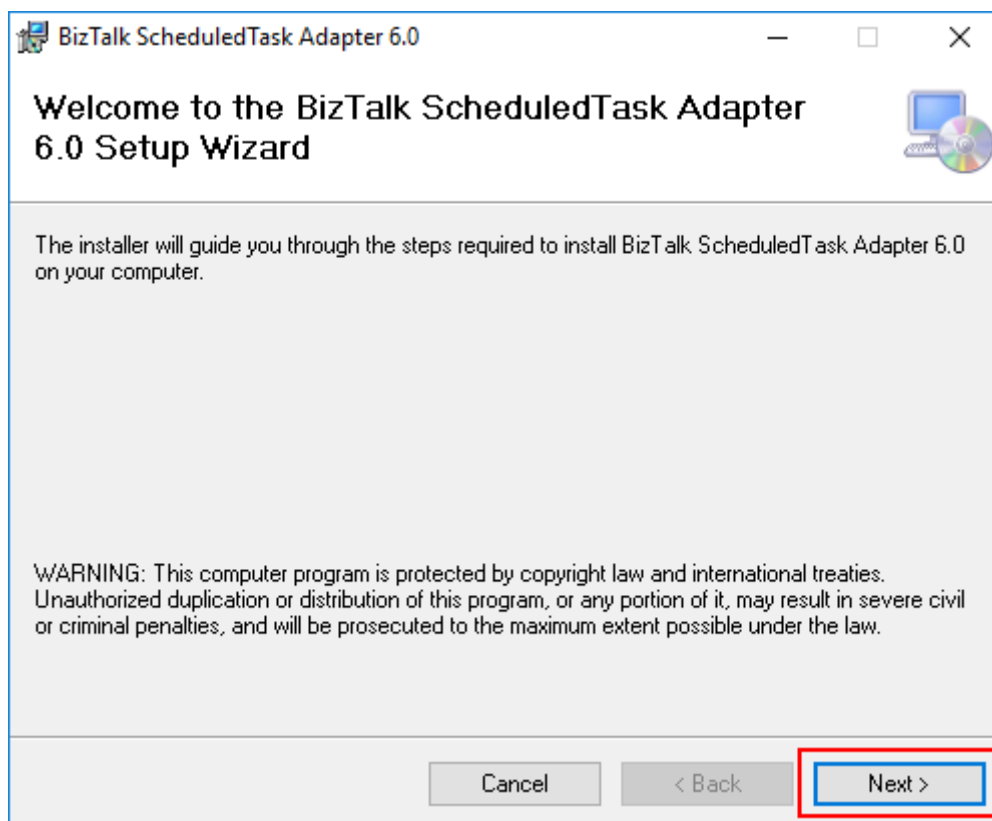 BizTalk ScheduledTask Adapter 6.0
Welcome to the BizTalk ScheduledTask Adapter
6.0 Setup Wizard
The installer will guide you through the steps required to install BizTalk ScheduledTask Adapter 6.0
on your computer.
WARNING: This computer program is protected by copyright law and international treaties.
Unauthorized duplication or distribution of this program, or any portion of it, may result in severe civil
or criminal penalties, and will be prosecuted to the maximum extent possible under the law.
Cancel < Back Next >